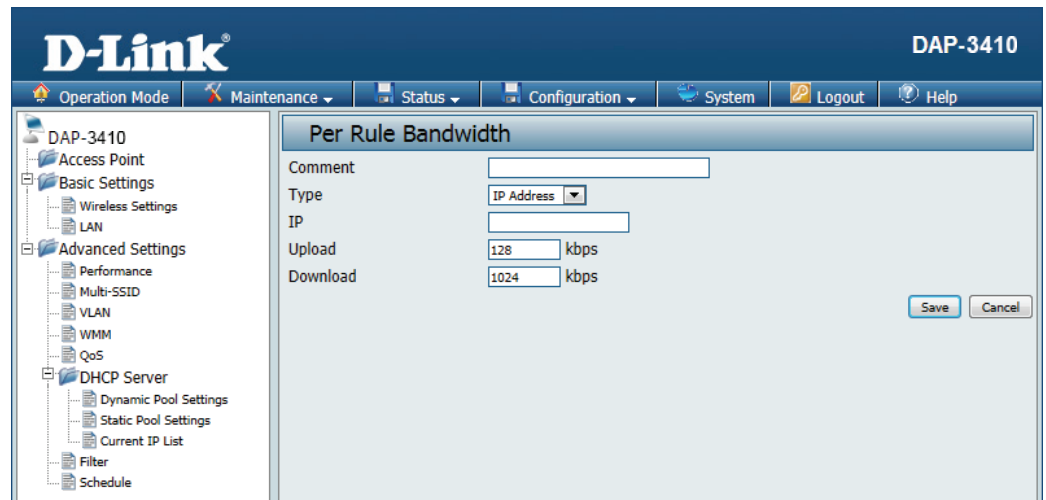 D-Link®
DAP-3410
Operation Mode
Maintenance
Status
Configuration
System
Logout
Help
DAP-3410
Access Point
Basic Settings
Wireless Settings
LAN
Advanced Settings
Performance
Multi-SSID
VLAN
WMM
QoS
DHCP Server
Dynamic Pool Settings
Static Pool Settings
Current IP List
Filter
Schedule
Per Rule Bandwidth
Comment
Type IP Address
IP
Upload 128 kbps
Download 1024 kbps
Save Cancel